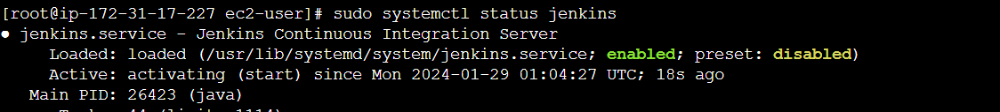 [root@ip-172-31-17-227 ec2-user]# sudo systemctl status jenkins
● jenkins.service - Jenkins Continuous Integration Server
Loaded: loaded (/usr/lib/systemd/system/jenkins.service; enabled; preset: disabled)
Active: activating (start) since Mon 2024-01-29 01:04:27 UTC; 18s ago
Main PID: 26423 (java)